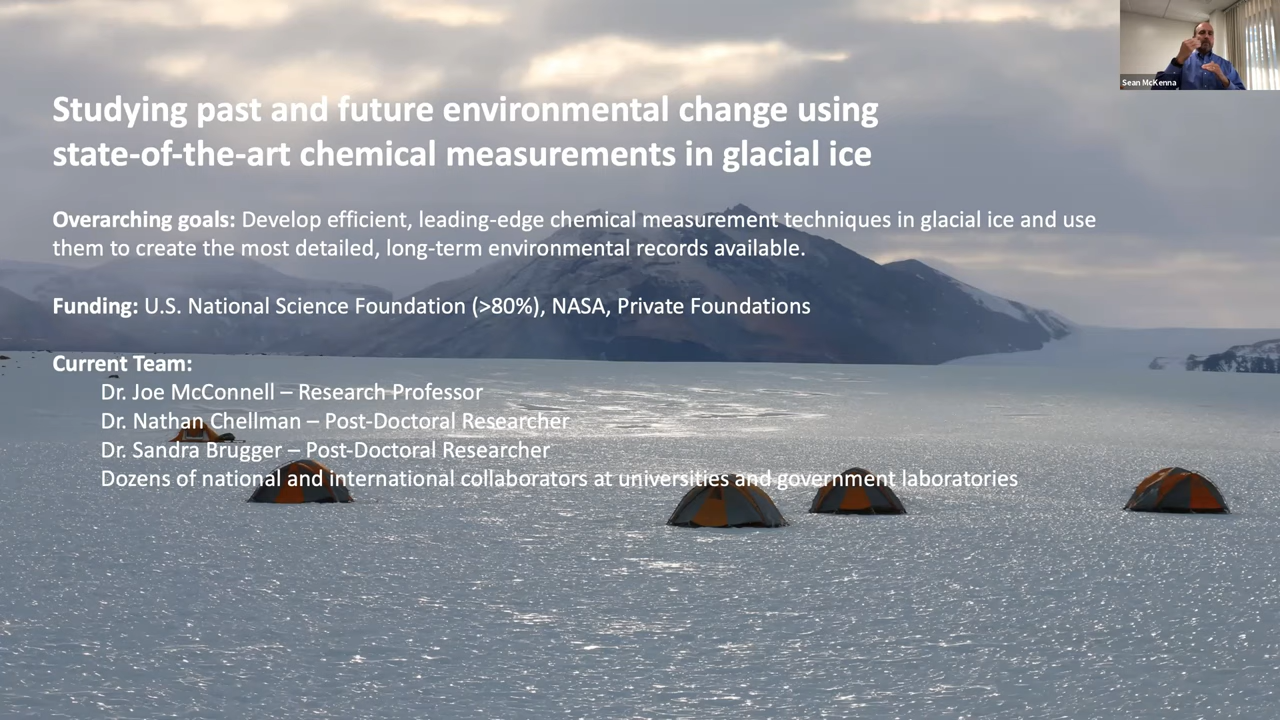 Sean McKenna
Studying past and future environmental change using
state-of-the-art chemical measurements in glacial ice
Overarching goals: Develop efficient, leading-edge chemical measurement techniques in glacial ice and use
them to create the most detailed, long-term environmental records available.
Funding: U.S. National Science Foundation (>80%), NASA, Private Foundations
Current Team:
Dr. Joe McConnell – Research Professor
Dr. Nathan Chellman – Post-Doctoral Researcher
Dr. Sandra Brugger – Post-Doctoral Researcher
Dozens of national and international collaborators at universities and government laboratories